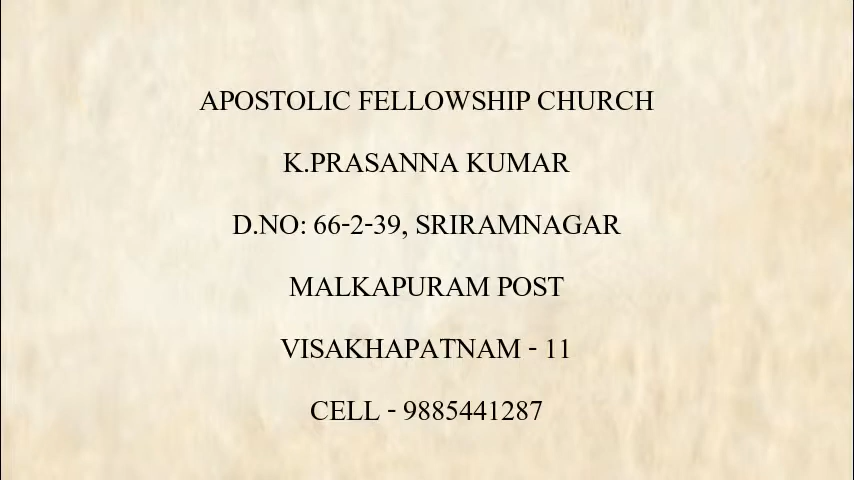 APOSTOLIC FELLOWSHIP CHURCH
K.PRASANNA KUMAR
D.NO: 66-2-39, SRIRAMNAGAR
MALKAPURAM POST
VISAKHAPATNAM - 11
CELL - 9885441287